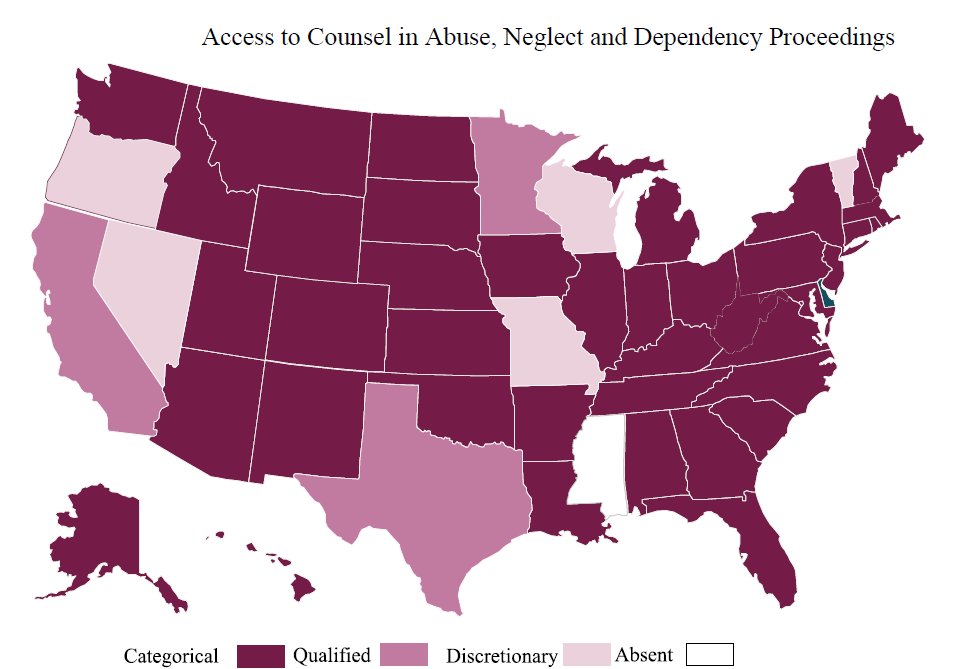 Access to Counsel in Abuse, Neglect and Dependency Proceedings
Categorical Qualified Discretionary Absent